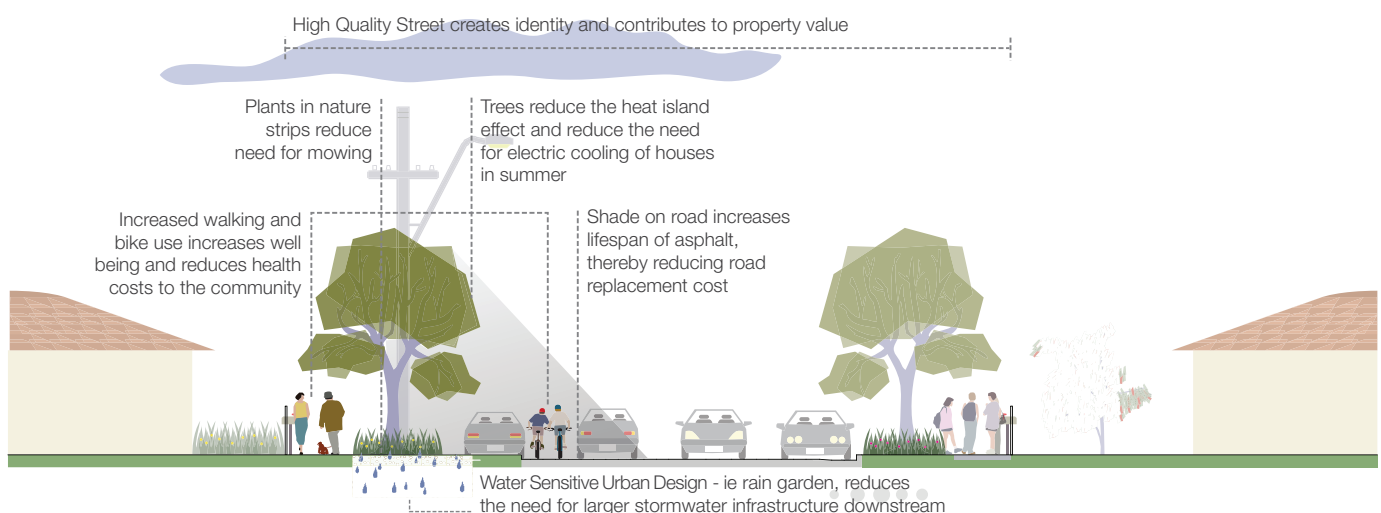 High Quality Street creates identity and contributes to property value
Plants in nature
strips reduce
need for mowing
Trees reduce the heat island
effect and reduce the need
for electric cooling of houses
in summer
Increased walking and
bike use increases well
being and reduces health
costs to the community
Shade on road increases
lifespan of asphalt,
thereby reducing road
replacement cost
Water Sensitive Urban Design - ie rain garden, reduces
the need for larger stormwater infrastructure downstream